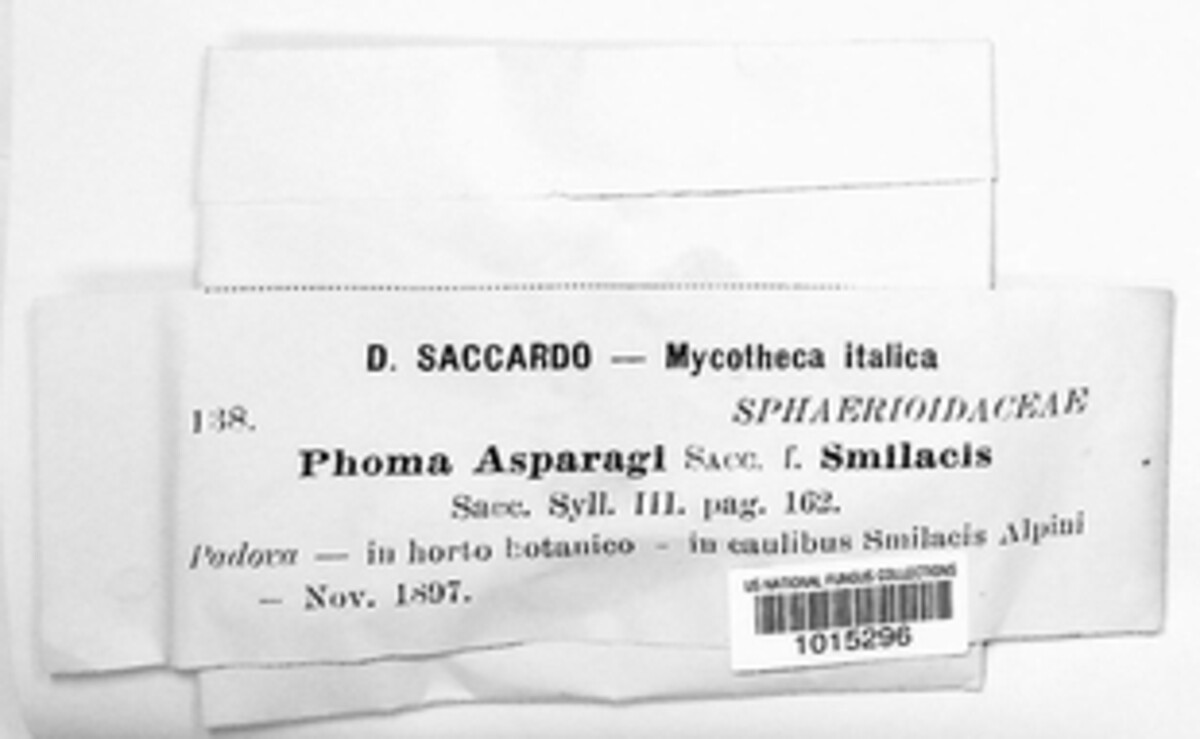 D. SACCARDO — Mycotheca italica
138.
SPHAERIOIDACEAE
Phoma Asparagi Sacc. f. Smilacis
Sacc. Syll. III. pag. 162.
Padova — in horto botanico – in caulibus Smilacis Alpini
– Nov. 1897.
US NATIONAL FUNGUS COLLECTIONS
1015296